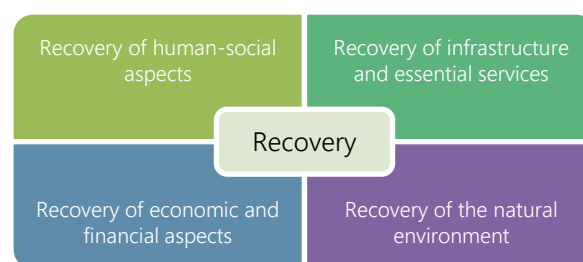 Recovery of human-social
aspects
Recovery of infrastructure
and essential services
Recovery
Recovery of economic and
financial aspects
Recovery of the natural
environment